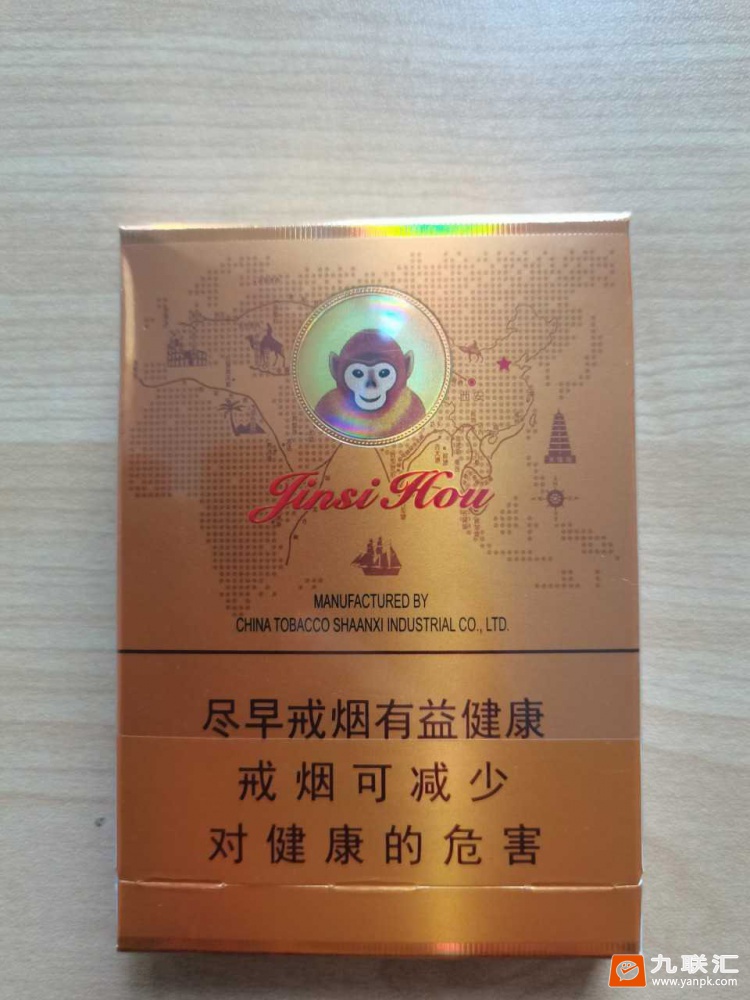 西安
Jinsi Hou
MANUFACTURED BY
CHINA TOBACCO SHAANXI INDUSTRIAL CO., LTD.
尽早戒烟有益健康
戒烟可减少
对健康的危害
九联汇
www.yanpk.com